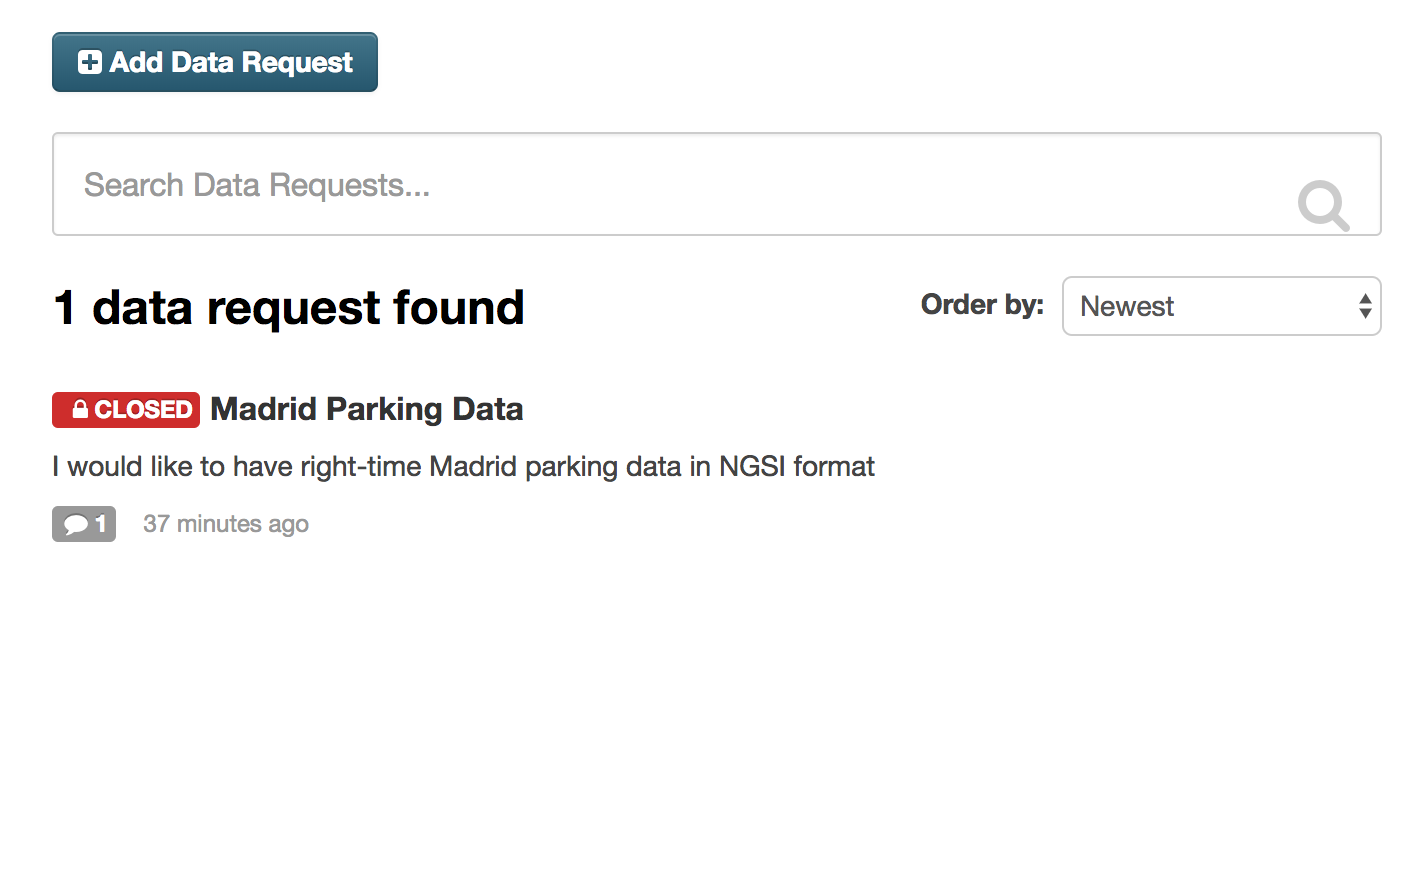 Add Data Request
Search Data Requests...
1 data request found
Order by: Newest
CLOSED Madrid Parking Data
I would like to have right-time Madrid parking data in NGSI format
1 37 minutes ago